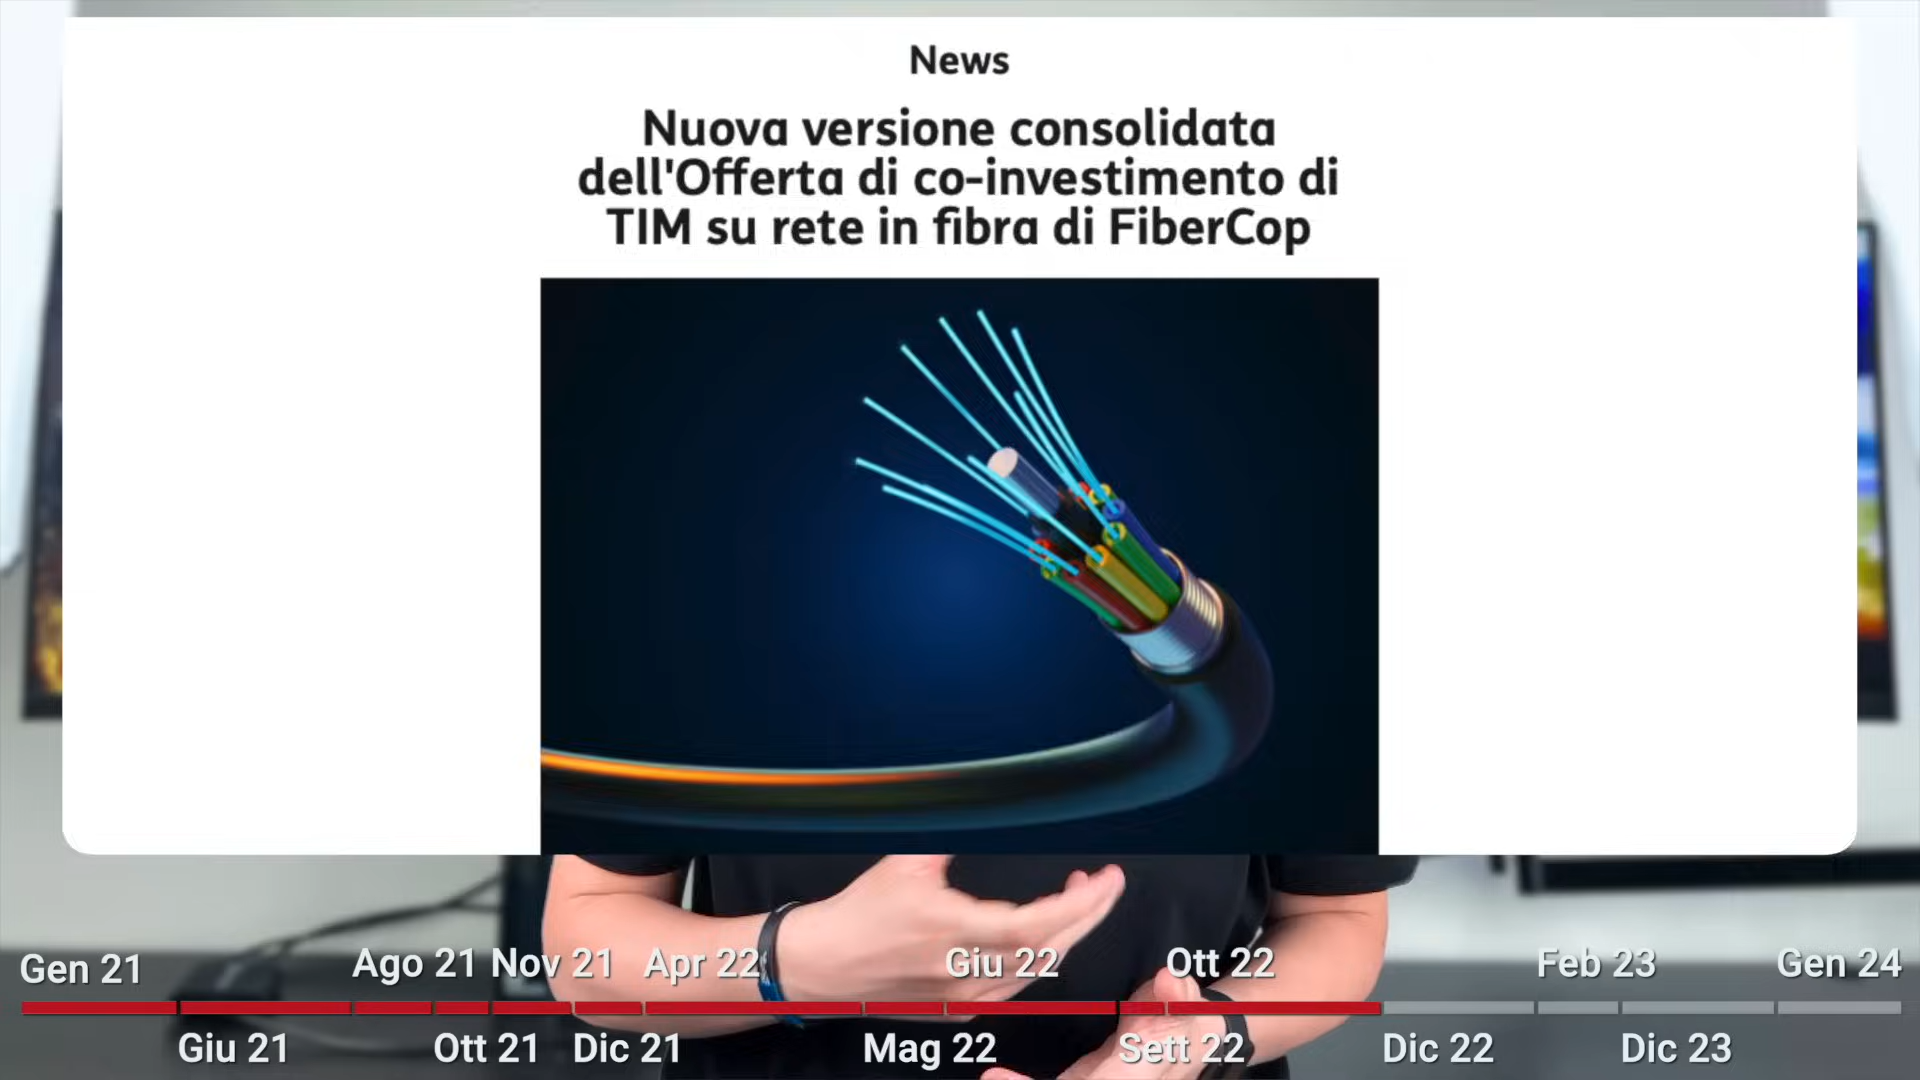 News
Nuova versione consolidata
dell'Offerta di co-investimento di
TIM su rete in fibra di FiberCop
Gen 21
Giu 21
Ago 21
Ott 21
Nov 21
Dic 21
Apr 22
Mag 22
Giu 22
Sett 22
Ott 22
Dic 22
Feb 23
Dic 23
Gen 24